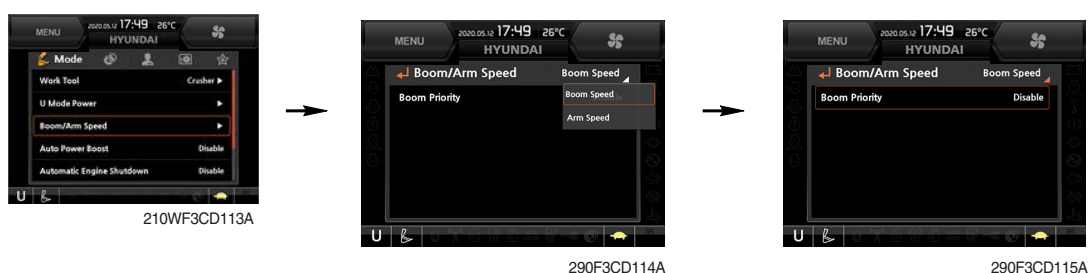 MENU
2020.05.12 17:49 26°C
HYUNDAI
Mode
Work Tool Crusher ▶
U Mode Power ▶
Boom/Arm Speed ▶
Auto Power Boost Disable
Automatic Engine Shutdown Disable
U
210WF3CD113A
MENU
2020.05.12 17:49 26°C
HYUNDAI
Boom/Arm Speed Boom Speed
Boom Priority
Boom Speed
Arm Speed
U
290F3CD114A
MENU
2020.05.12 17:49 26°C
HYUNDAI
Boom/Arm Speed Boom Speed
Boom Priority Disable
U
290F3CD115A